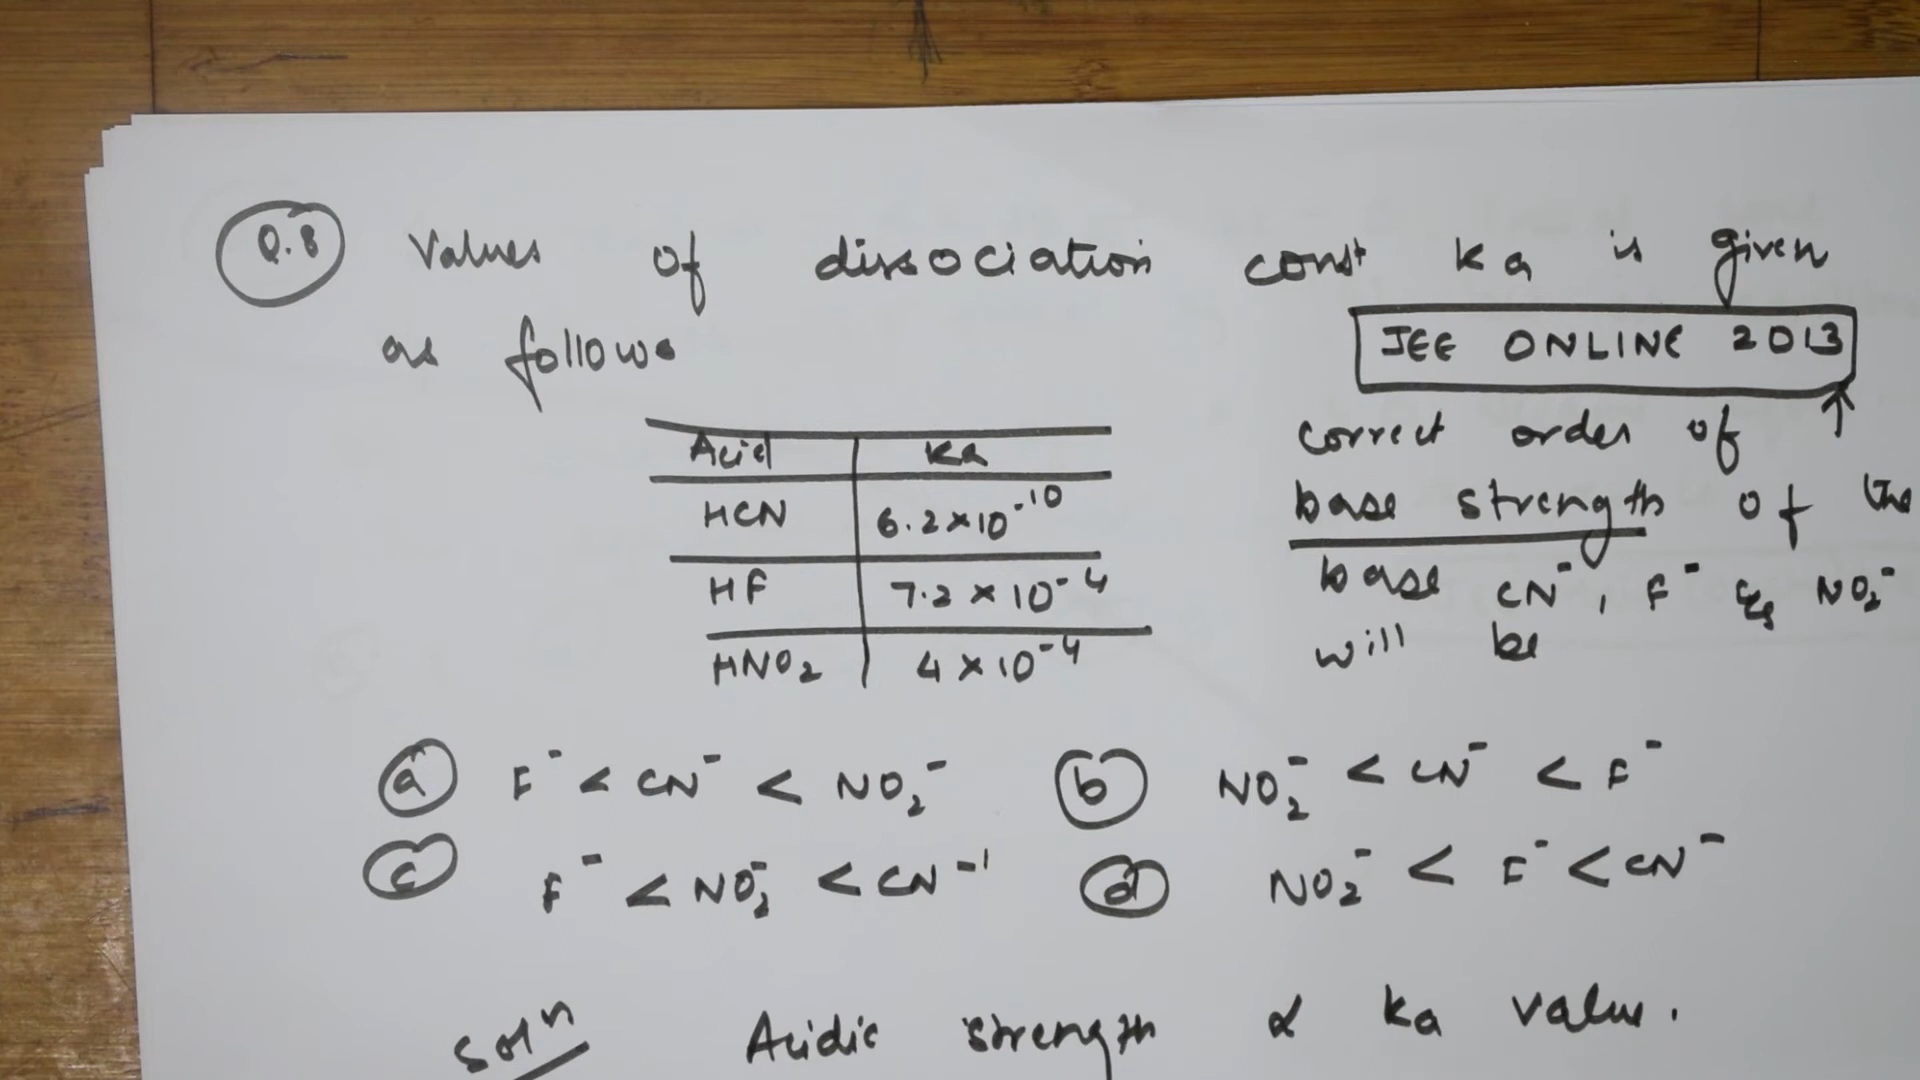 Q.8 Values of dissociation const ka is given
as follows
JEE ONLINE 2013
correct order of
base strength of the
base CN⁻, F⁻ & NO₂⁻
will be
Acid ka
HCN 6.2×10⁻¹⁰
HF 7.2×10⁻⁴
HNO₂ 4×10⁻⁴
a F⁻ < CN⁻ < NO₂⁻ b NO₂⁻ < CN⁻ < F⁻
c F⁻ < NO₂⁻ < CN⁻¹ d NO₂⁻ < F⁻ < CN⁻
Solⁿ Acidic strength α ka value.